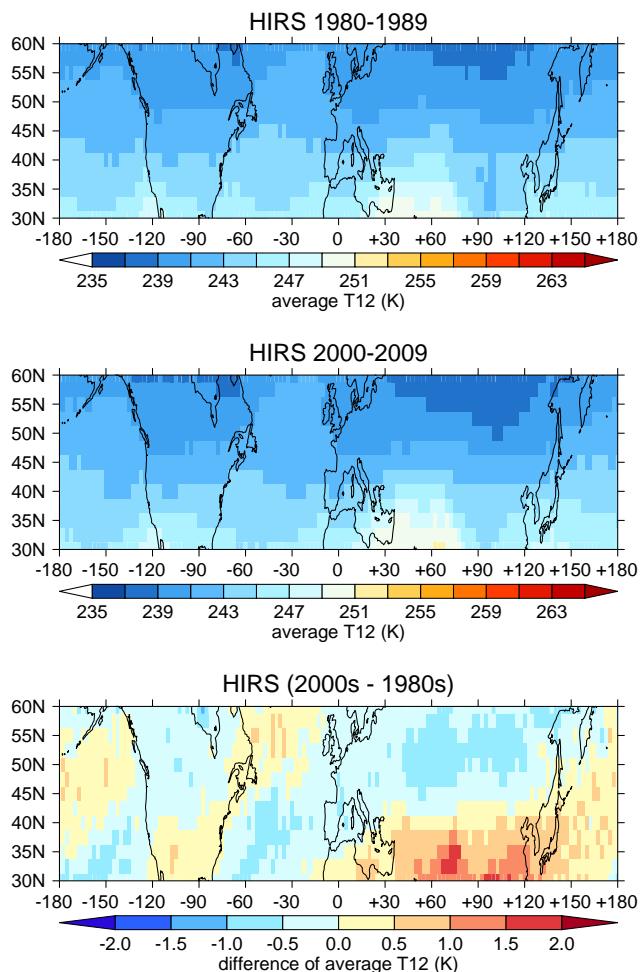 HIRS 1980-1989
60N
55N
50N
45N
40N
35N
30N
-180 -150 -120 -90 -60 -30 0 +30 +60 +90 +120 +150 +180
235 239 243 247 251 255 259 263
average T12 (K)
HIRS 2000-2009
60N
55N
50N
45N
40N
35N
30N
-180 -150 -120 -90 -60 -30 0 +30 +60 +90 +120 +150 +180
235 239 243 247 251 255 259 263
average T12 (K)
HIRS (2000s - 1980s)
60N
55N
50N
45N
40N
35N
30N
-180 -150 -120 -90 -60 -30 0 +30 +60 +90 +120 +150 +180
-2.0 -1.5 -1.0 -0.5 0.0 0.5 1.0 1.5 2.0
difference of average T12 (K)